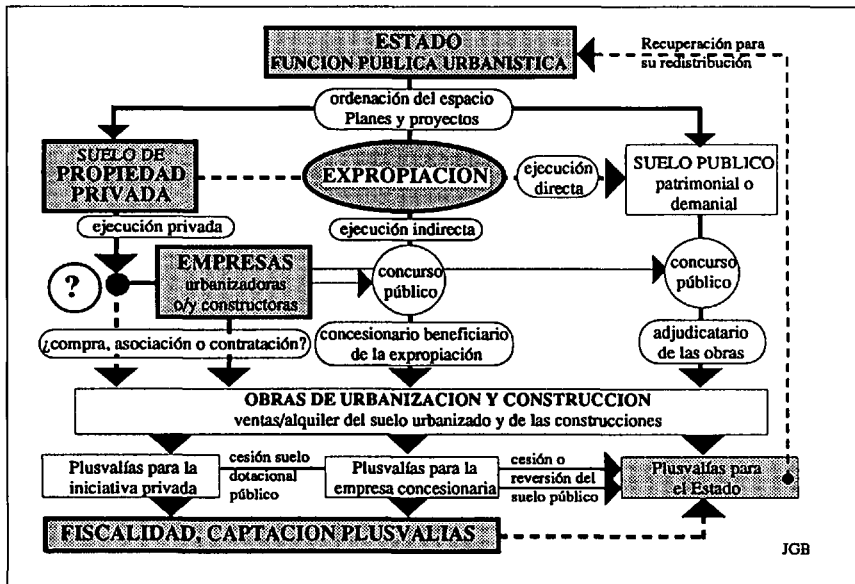 ESTADO
FUNCION PUBLICA URBANISTICA
Recuperación para
su redistribución
ordenación del espacio
Planes y proyectos
SUELO DE
PROPIEDAD
PRIVADA
EXPROPIACION
ejecución
directa
SUELO PUBLICO
patrimonial o
demanial
ejecución privada
ejecución indirecta
?
EMPRESAS
urbanizadoras
o/y constructoras
concurso
público
concurso
público
¿compra, asociación o contratación?
concesionario beneficiario
de la expropiación
adjudicatario
de las obras
OBRAS DE URBANIZACION Y CONSTRUCCION
ventas/alquiler del suelo urbanizado y de las construcciones
Plusvalías para la
iniciativa privada
cesión suelo
dotacional
público
Plusvalías para la
empresa concesionaria
cesión o
reversión del
suelo público
Plusvalías para
el Estado
FISCALIDAD, CAPTACION PLUSVALIAS
JGB